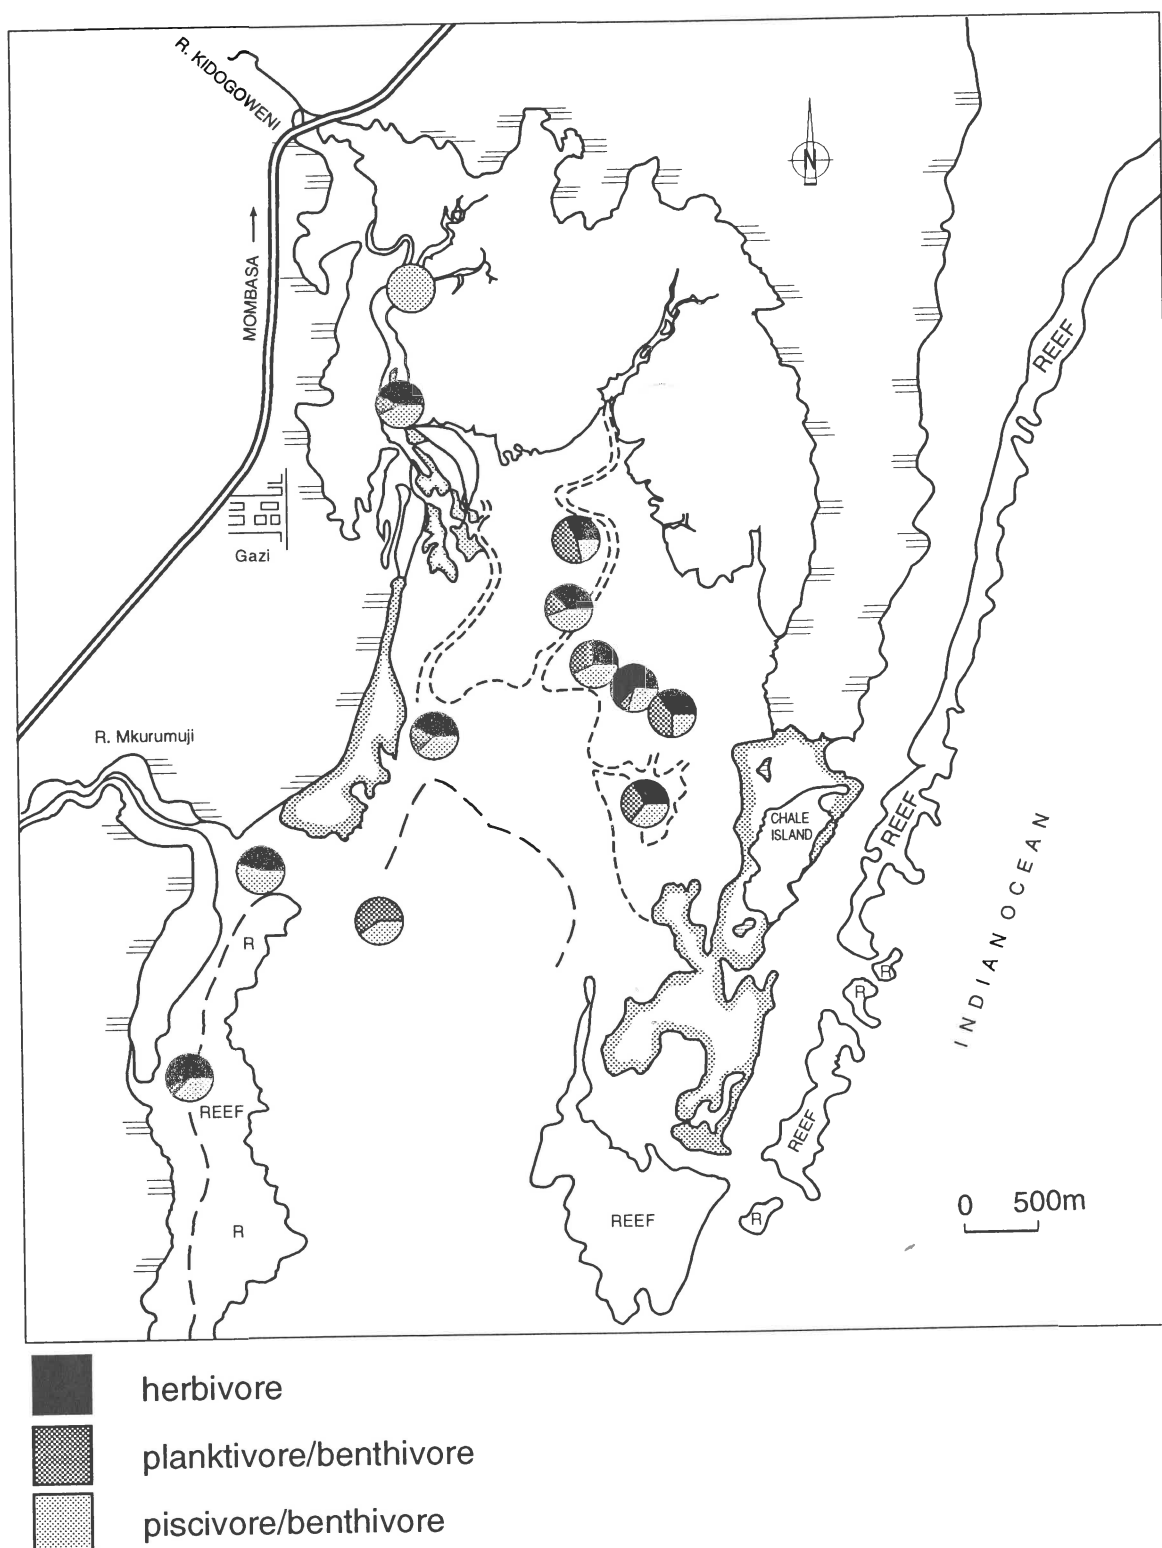 R. KIDOGOWENI
N
MOMBASA
REEF
Gazi
R. Mkurumuji
CHALE
ISLAND
REEF
INDIAN OCEAN
R
R
R
REEF
REEF
R
REEF
R
0 500m
herbivore
planktivore/benthivore
piscivore/benthivore